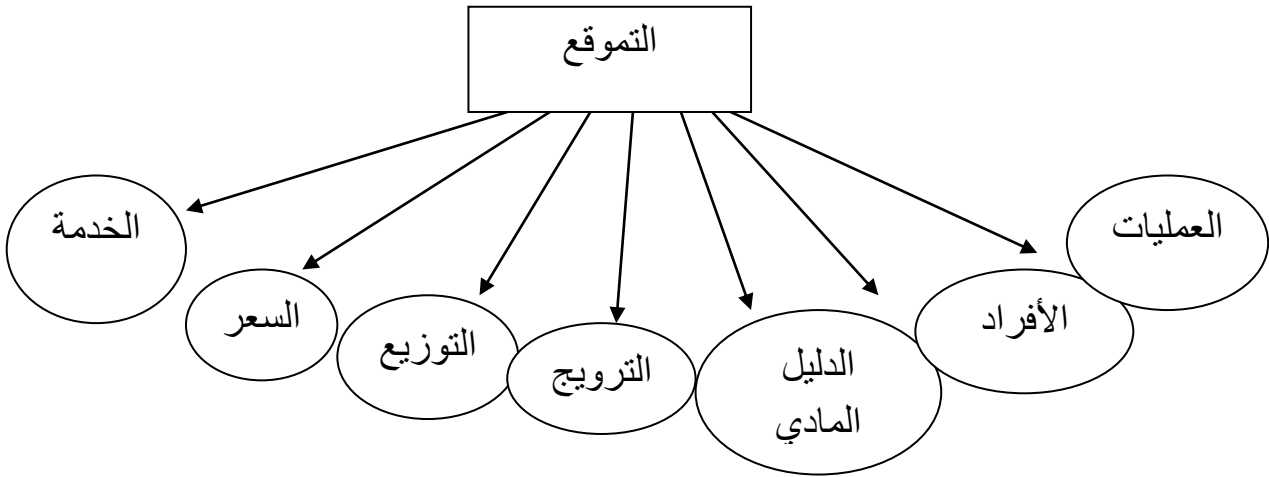 التموقع
العمليات
الخدمة
الأفراد
السعر
التوزيع
الترويج
الدليل
المادي